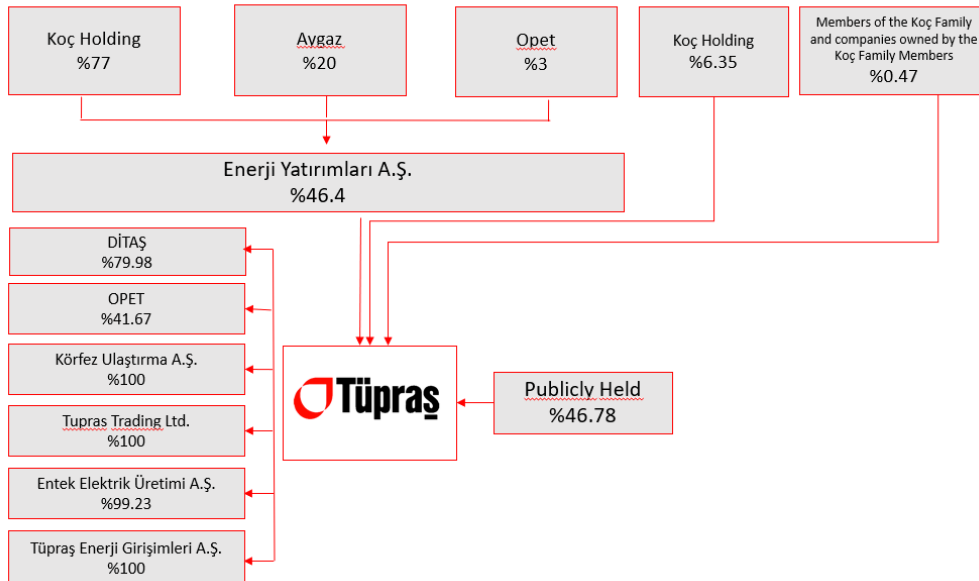 Koç Holding
%77
Aygaz
%20
Opet
%3
Koç Holding
%6.35
Members of the Koç Family
and companies owned by the
Koç Family Members
%0.47
Enerji Yatırımları A.Ş.
%46.4
DİTAŞ
%79.98
OPET
%41.67
Körfez Ulaştırma A.Ş.
%100
Tupras Trading Ltd.
%100
Entek Elektrik Üretimi A.Ş.
%99.23
Tüpraş Enerji Girişimleri A.Ş.
%100
Tüpraş
Publicly Held
%46.78